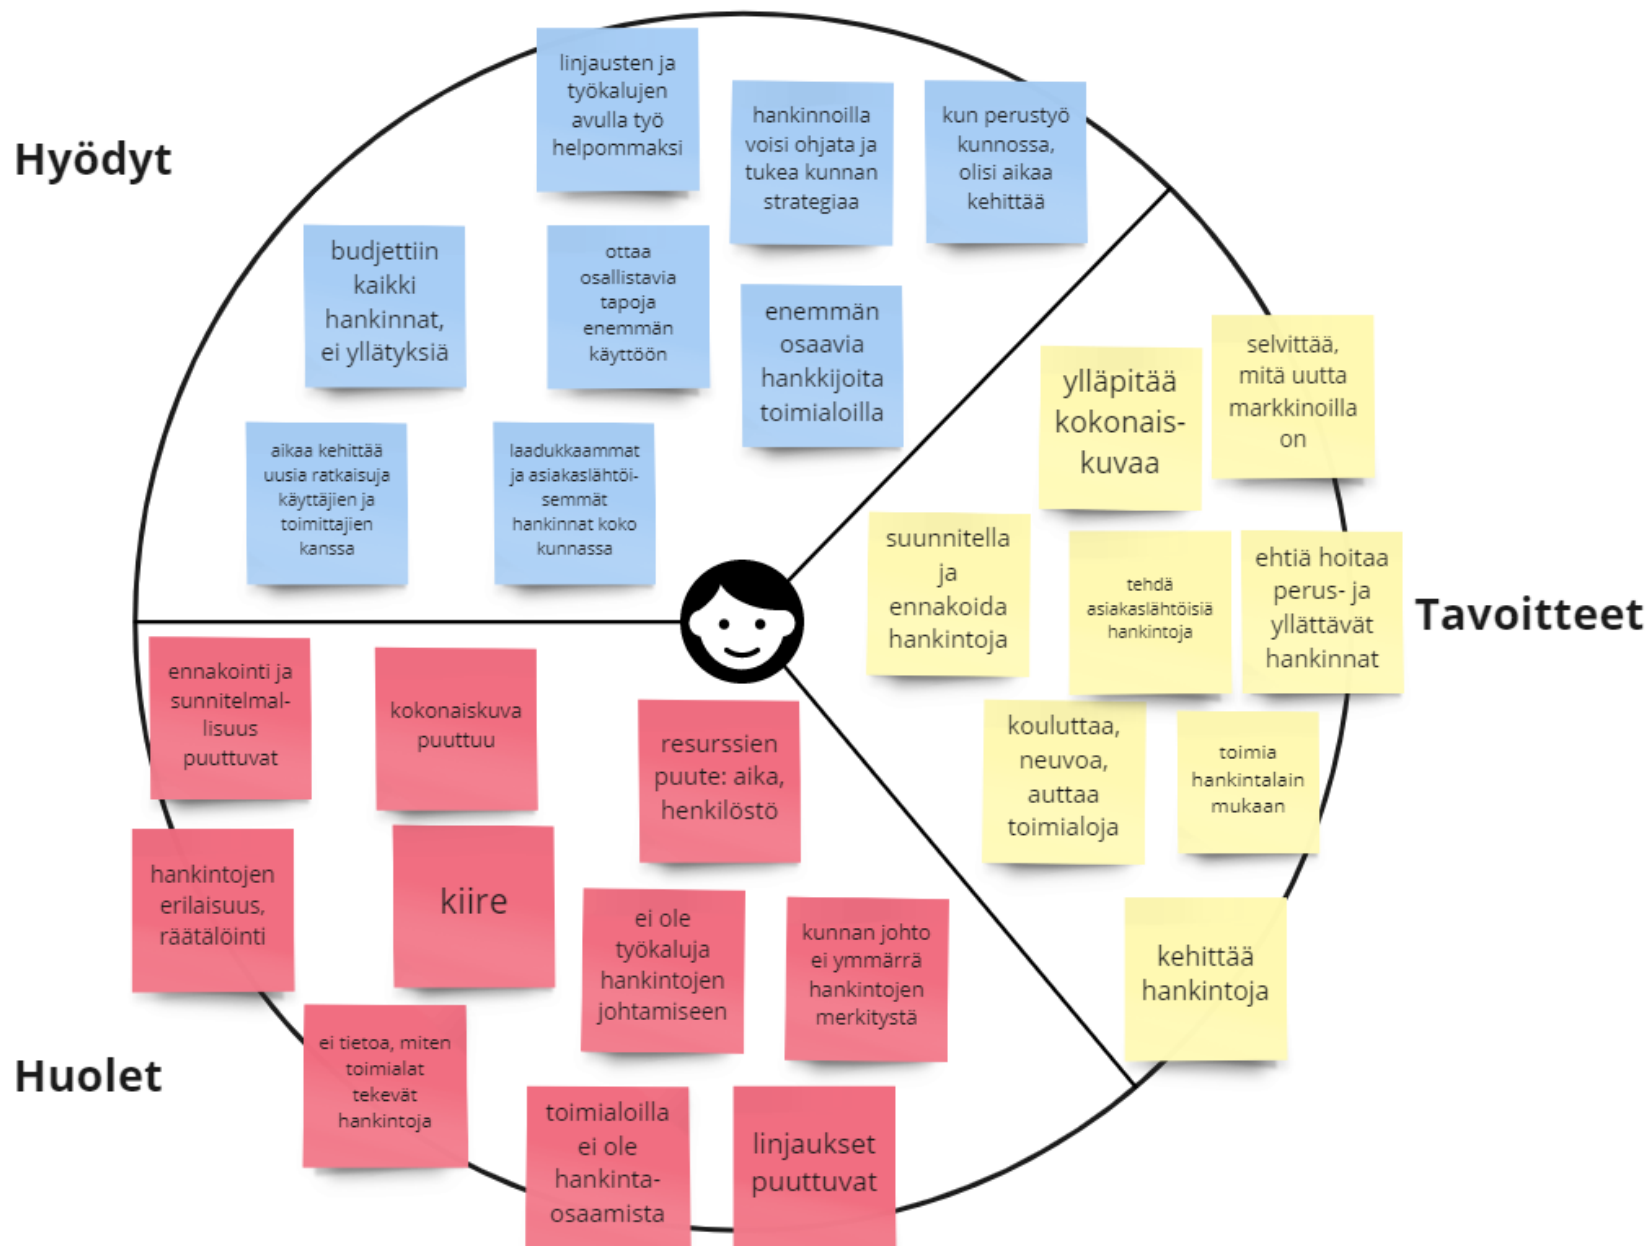 Hyödyt
linjausten ja
työkalujen
avulla työ
helpommaksi
hankinnoilla
voisi ohjata ja
tukea kunnan
strategiaa
kun perustyö
kunnossa,
olisi aikaa
kehittää
budjettiin
kaikki
hankinnat,
ei yllätyksiä
ottaa
osallistavia
tapoja
enemmän
käyttöön
enemmän
osaavia
hankkijoita
toimialoilla
aikaa kehittää
uusia ratkaisuja
käyttäjien ja
toimittajien
kanssa
laadukkaammat
ja asiakaslähtöi-
semmät
hankinnat koko
kunnassa
Tavoitteet
ylläpitää
kokonais-
kuvaa
selvittää,
mitä uutta
markkinoilla
on
suunnitella
ja
ennakoida
hankintoja
tehdä
asiakaslähtöisiä
hankintoja
ehtiä hoitaa
perus- ja
yllättävät
hankinnat
kouluttaa,
neuvoa,
auttaa
toimialoja
toimia
hankintalain
mukaan
kehittää
hankintoja
Huolet
ennakointi ja
sunnitelmal-
lisuus
puuttuvat
kokonaiskuva
puuttuu
resurssien
puute: aika,
henkilöstö
hankintojen
erilaisuus,
räätälöinti
kiire
ei ole
työkaluja
hankintojen
johtamiseen
kunnan johto
ei ymmärrä
hankintojen
merkitystä
ei tietoa, miten
toimialat
tekevät
hankintoja
toimialoilla
ei ole
hankinta-
osaamista
linjaukset
puuttuvat